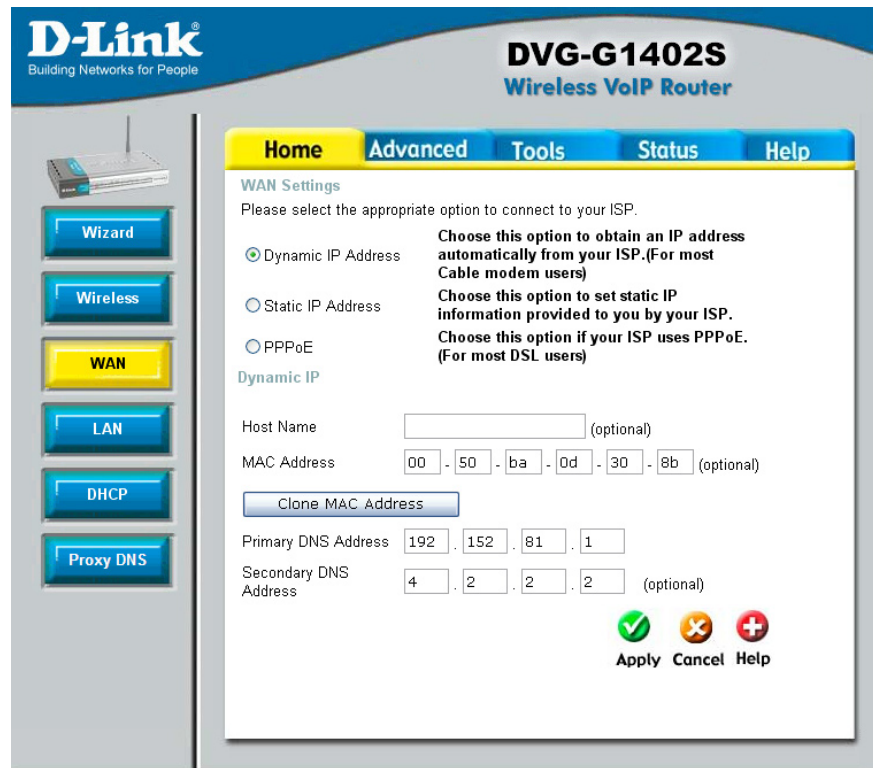 D-Link®
Building Networks for People
DVG-G1402S
Wireless VoIP Router
Home Advanced Tools Status Help
Wizard
Wireless
WAN
LAN
DHCP
Proxy DNS
WAN Settings
Please select the appropriate option to connect to your ISP.
Dynamic IP Address
Choose this option to obtain an IP address
automatically from your ISP.(For most
Cable modem users)
Static IP Address
Choose this option to set static IP
information provided to you by your ISP.
PPPoE
Choose this option if your ISP uses PPPoE.
(For most DSL users)
Dynamic IP
Host Name (optional)
MAC Address 00 - 50 - ba - 0d - 30 - 8b (optional)
Clone MAC Address
Primary DNS Address 192 . 152 . 81 . 1
Secondary DNS
Address 4 . 2 . 2 . 2 (optional)
Apply Cancel Help